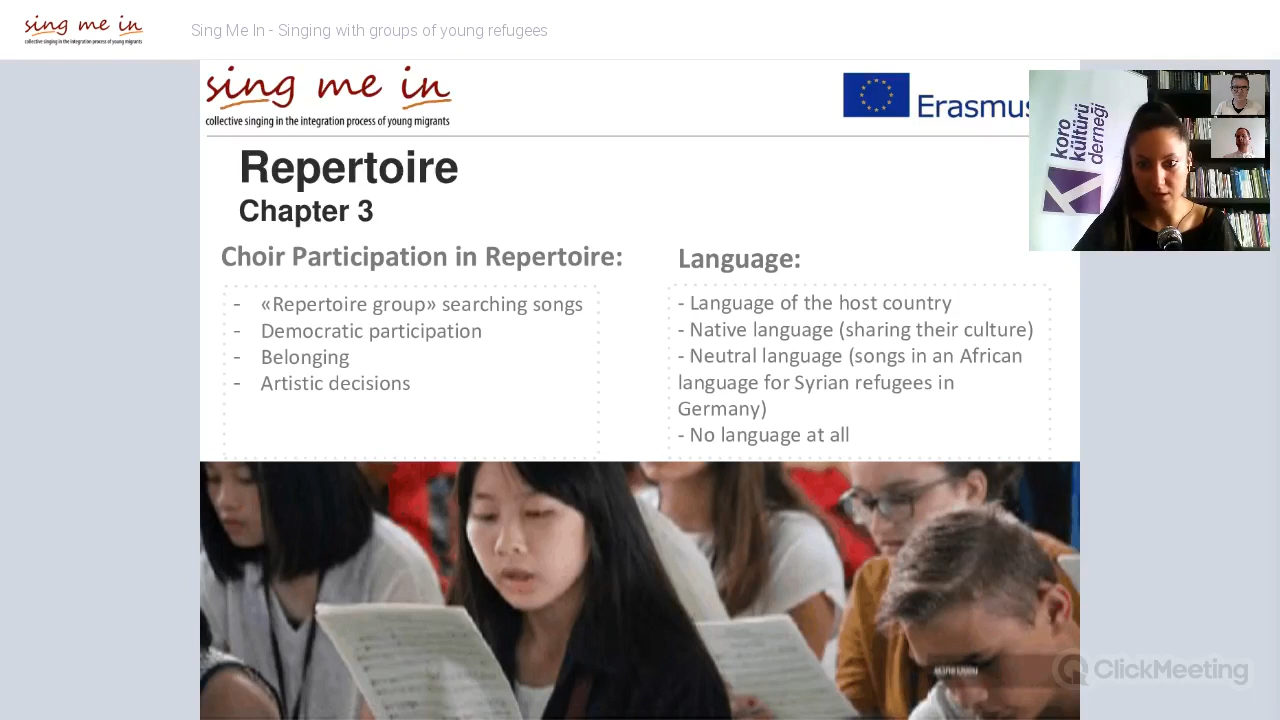 sing me in
collective singing in the integration process of young migrants
Sing Me In - Singing with groups of young refugees
sing me in
collective singing in the integration process of young migrants
Erasmus
koro
kültürü
derneği
Repertoire
Chapter 3
Choir Participation in Repertoire:
- «Repertoire group» searching songs
- Democratic participation
- Belonging
- Artistic decisions
Language:
- Language of the host country
- Native language (sharing their culture)
- Neutral language (songs in an African
language for Syrian refugees in
Germany)
- No language at all
ClickMeeting